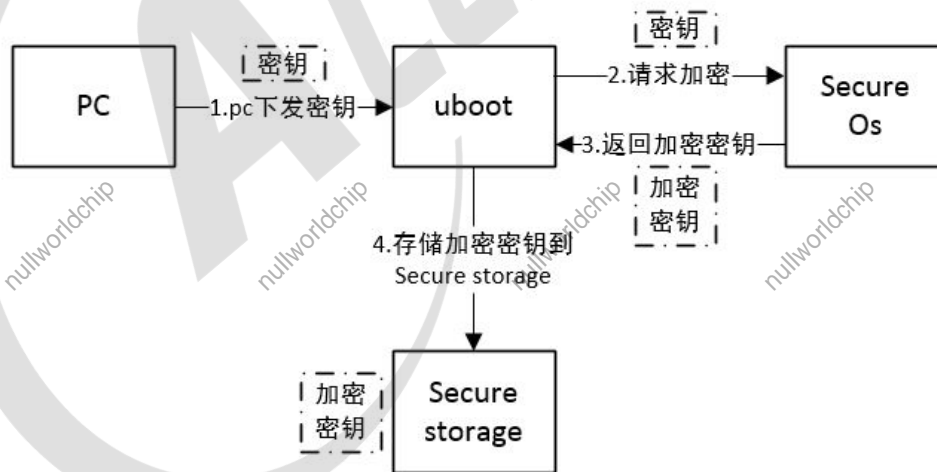 密钥
密钥
PC
1.pc下发密钥
uboot
2.请求加密
Secure
Os
3.返回加密密钥
加密
密钥
nullworldchip
nullworldchip
nullworldchip
nullworldchip
4.存储加密密钥到
Secure storage
加密
密钥
Secure
storage